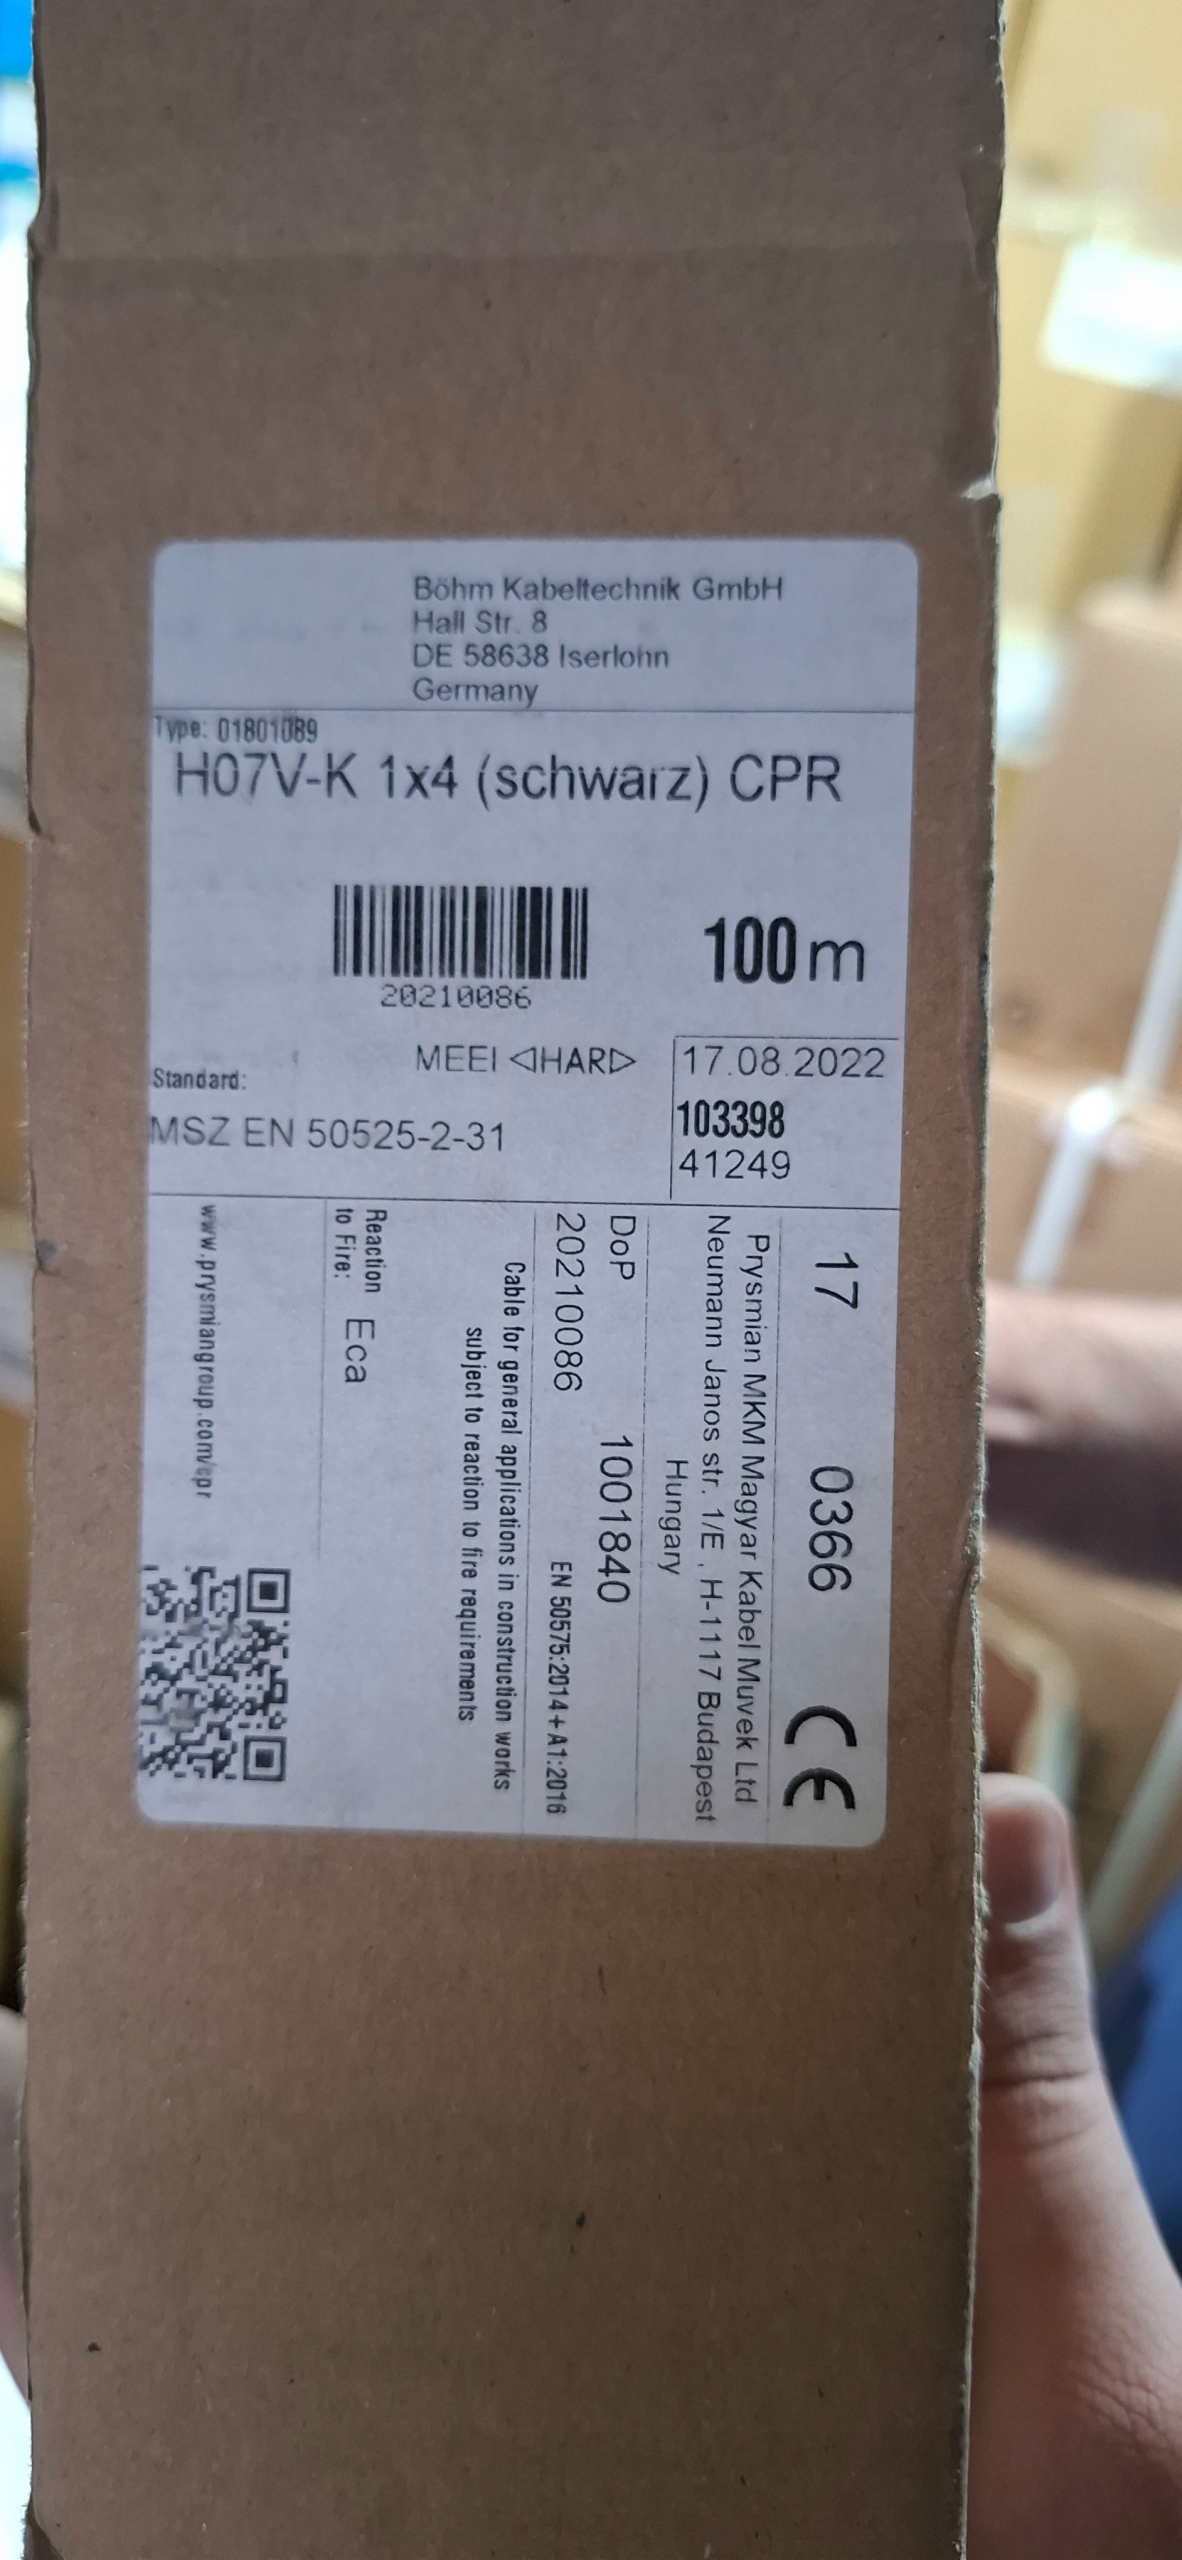 Böhm Kabeltechnik GmbH
Hall Str. 8
DE 58638 Iserlohn
Germany
Type: 01801089
H07V-K 1x4 (schwarz) CPR
20210086
100 m
MEEI ◁HAR▷
17.08.2022
103398
41249
Standard:
MSZ EN 50525-2-31
17 0366 CE
Prysmian MKM Magyar Kabel Muvek Ltd
Neumann Janos str. 1/E , H-1117 Budapest
Hungary
DoP 1001840
20210086 EN 50575:2014+A1:2016
Cable for general applications in construction works
subject to reaction to fire requirements
Reaction
to Fire: Eca
www.prysmiangroup.com/cpr